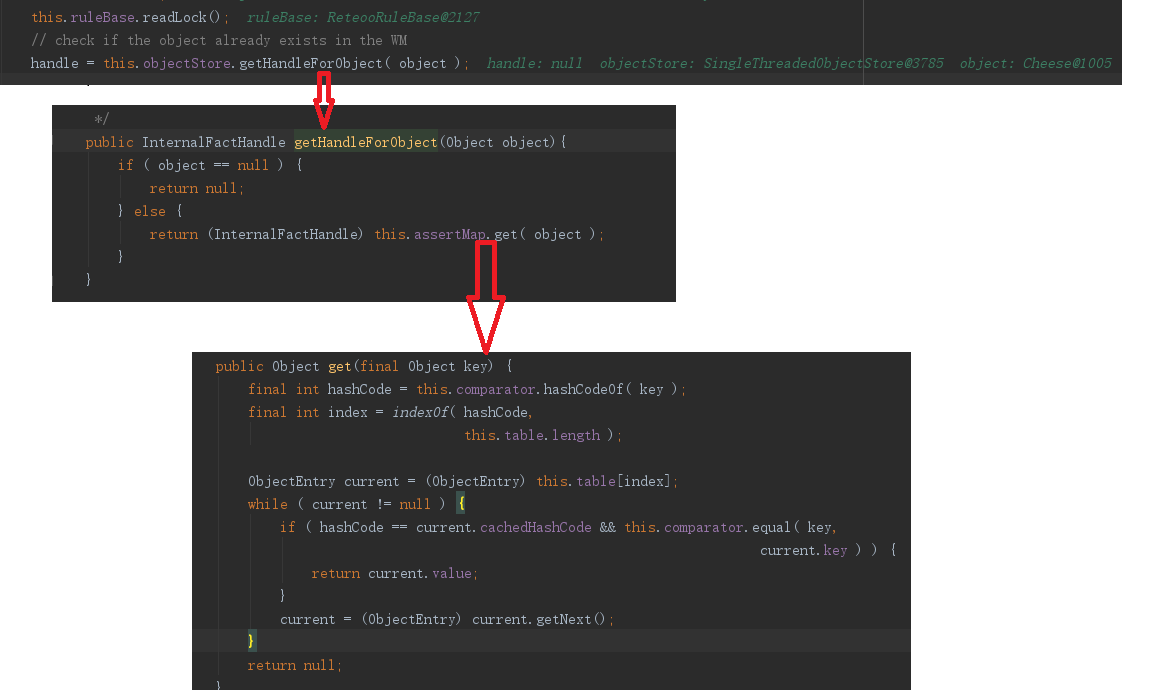 this.ruleBase.readLock();  ruleBase: ReteooRuleBase@2127
// check if the object already exists in the WM
handle = this.objectStore.getHandleForObject( object );  handle: null  objectStore: SingleThreadedObjectStore@3785  object: Cheese@1005
*/
public InternalFactHandle getHandleForObject(Object object){
if ( object == null ) {
return null;
} else {
return (InternalFactHandle) this.assertMap.get( object );
}
}
public Object get(final Object key) {
final int hashCode = this.comparator.hashCodeOf( key );
final int index = indexOf( hashCode,
this.table.length );
ObjectEntry current = (ObjectEntry) this.table[index];
while ( current != null ) {
if ( hashCode == current.cachedHashCode && this.comparator.equal( key,
current.key ) ) {
return current.value;
}
current = (ObjectEntry) current.getNext();
}
return null;
}